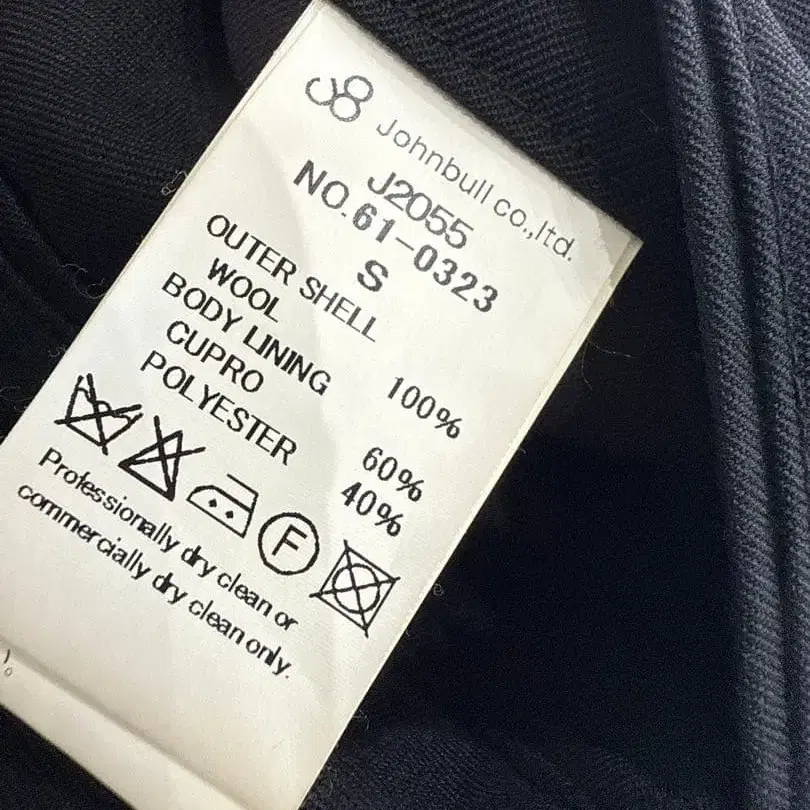 Johnbull co.,ltd.
J2055
NO.61-0323
S
OUTER SHELL
WOOL 100%
BODY LINING
CUPRO 60%
POLYESTER 40%
F
Professionally dry clean or
commercially dry clean only.